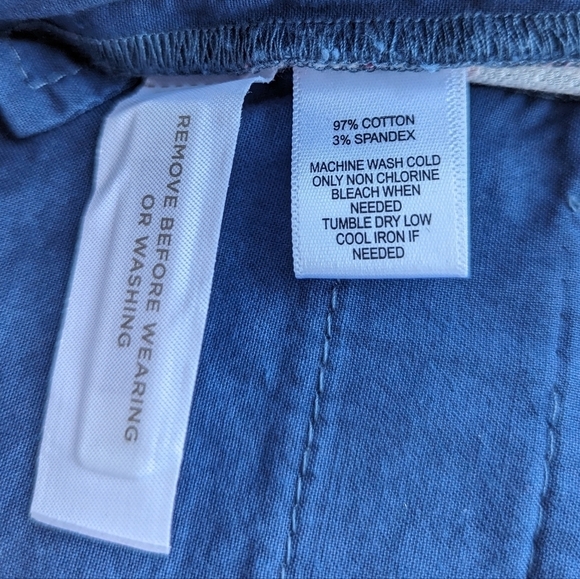 REMOVE BEFORE WEARING
OR WASHING
97% COTTON
3% SPANDEX
MACHINE WASH COLD
ONLY NON CHLORINE
BLEACH WHEN
NEEDED
TUMBLE DRY LOW
COOL IRON IF
NEEDED